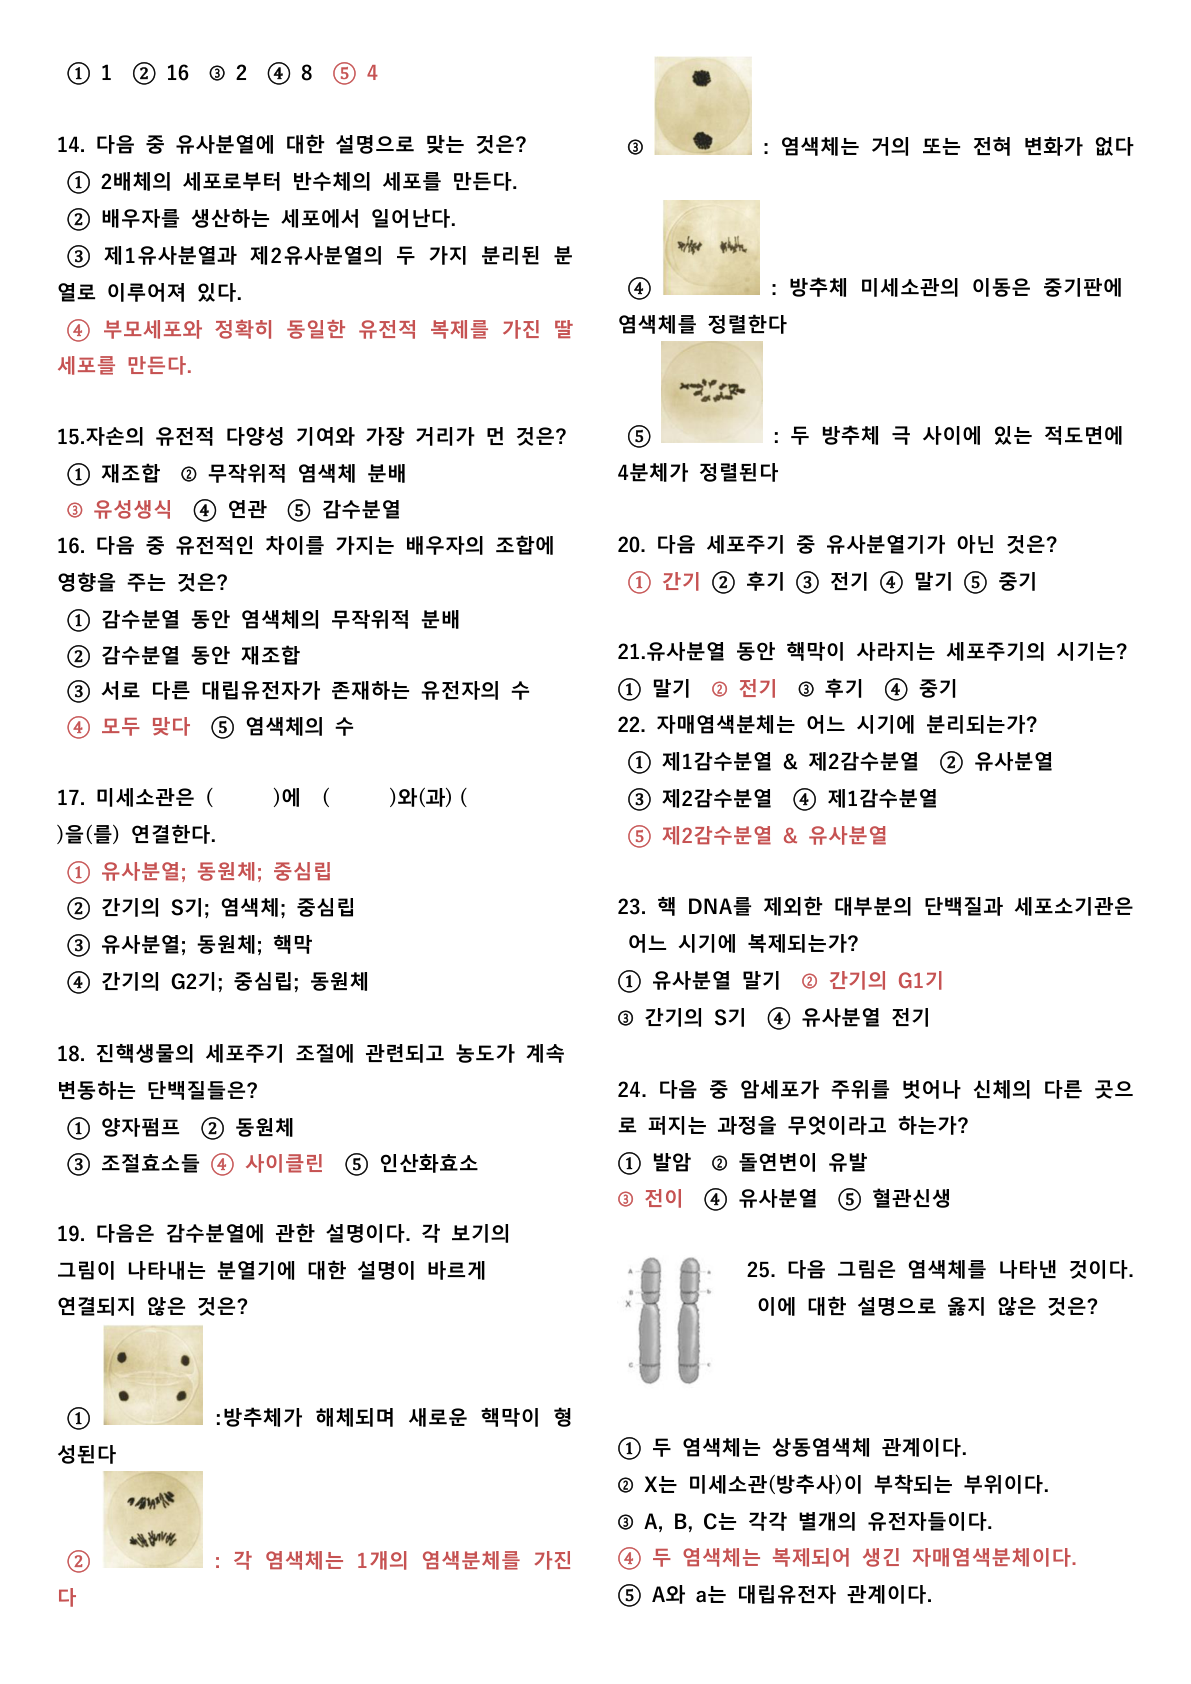 ① 1 ② 16 ③ 2 ④ 8 ⑤ 4
14. 다음 중 유사분열에 대한 설명으로 맞는 것은?
① 2배체의 세포로부터 반수체의 세포를 만든다.
② 배우자를 생산하는 세포에서 일어난다.
③ 제1유사분열과 제2유사분열의 두 가지 분리된 분
열로 이루어져 있다.
④ 부모세포와 정확히 동일한 유전적 복제를 가진 딸
세포를 만든다.
15.자손의 유전적 다양성 기여와 가장 거리가 먼 것은?
① 재조합 ② 무작위적 염색체 분배
③ 유성생식 ④ 연관 ⑤ 감수분열
16. 다음 중 유전적인 차이를 가지는 배우자의 조합에
영향을 주는 것은?
① 감수분열 동안 염색체의 무작위적 분배
② 감수분열 동안 재조합
③ 서로 다른 대립유전자가 존재하는 유전자의 수
④ 모두 맞다 ⑤ 염색체의 수
17. 미세소관은 ( )에 ( )와(과) (
)을(를) 연결한다.
① 유사분열; 동원체; 중심립
② 간기의 S기; 염색체; 중심립
③ 유사분열; 동원체; 핵막
④ 간기의 G2기; 중심립; 동원체
18. 진핵생물의 세포주기 조절에 관련되고 농도가 계속
변동하는 단백질들은?
① 양자펌프 ② 동원체
③ 조절효소들 ④ 사이클린 ⑤ 인산화효소
19. 다음은 감수분열에 관한 설명이다. 각 보기의
그림이 나타내는 분열기에 대한 설명이 바르게
연결되지 않은 것은?
① :방추체가 해체되며 새로운 핵막이 형
성된다
② : 각 염색체는 1개의 염색분체를 가진
다
③ : 염색체는 거의 또는 전혀 변화가 없다
④ : 방추체 미세소관의 이동은 중기판에
염색체를 정렬한다
⑤ : 두 방추체 극 사이에 있는 적도면에
4분체가 정렬된다
20. 다음 세포주기 중 유사분열기가 아닌 것은?
① 간기 ② 후기 ③ 전기 ④ 말기 ⑤ 중기
21.유사분열 동안 핵막이 사라지는 세포주기의 시기는?
① 말기 ② 전기 ③ 후기 ④ 중기
22. 자매염색분체는 어느 시기에 분리되는가?
① 제1감수분열 & 제2감수분열 ② 유사분열
③ 제2감수분열 ④ 제1감수분열
⑤ 제2감수분열 & 유사분열
23. 핵 DNA를 제외한 대부분의 단백질과 세포소기관은
어느 시기에 복제되는가?
① 유사분열 말기 ② 간기의 G1기
③ 간기의 S기 ④ 유사분열 전기
24. 다음 중 암세포가 주위를 벗어나 신체의 다른 곳으
로 퍼지는 과정을 무엇이라고 하는가?
① 발암 ② 돌연변이 유발
③ 전이 ④ 유사분열 ⑤ 혈관신생
25. 다음 그림은 염색체를 나타낸 것이다.
이에 대한 설명으로 옳지 않은 것은?
A a
B b
X
C c
① 두 염색체는 상동염색체 관계이다.
② X는 미세소관(방추사)이 부착되는 부위이다.
③ A, B, C는 각각 별개의 유전자들이다.
④ 두 염색체는 복제되어 생긴 자매염색분체이다.
⑤ A와 a는 대립유전자 관계이다.